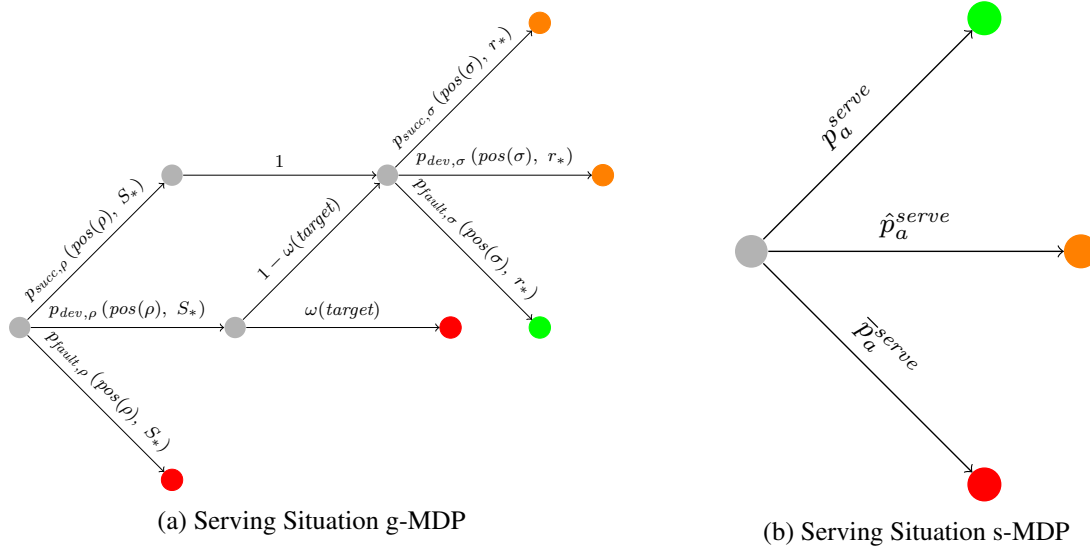 p_{succ,σ} (pos(σ), r_*)
p_a^{serve}
1
p_{dev,σ} (pos(σ), r_*)
p_{succ,ρ} (pos(ρ), S_*)
1 − ω(target)
p_{fault,σ} (pos(σ), r_*)
\hat{p}_a^{serve}
p_{dev,ρ} (pos(ρ), S_*)
ω(target)
p_{fault,ρ} (pos(ρ), S_*)
\overline{p}_a^{serve}
(a) Serving Situation g-MDP
(b) Serving Situation s-MDP